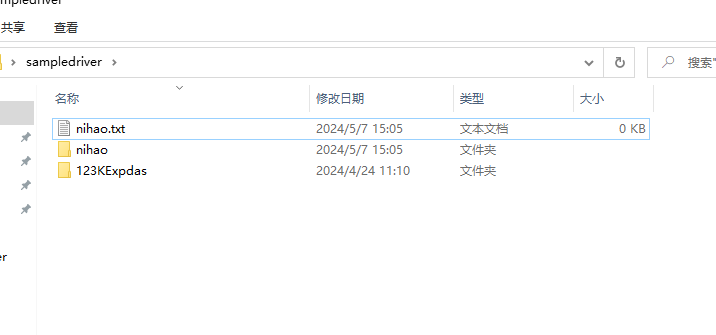 sampledriver
共享 查看
sampledriver 搜索"
名称 修改日期 类型 大小
nihao.txt 2024/5/7 15:05 文本文档 0 KB
nihao 2024/5/7 15:05 文件夹
123KExpdas 2024/4/24 11:10 文件夹
er